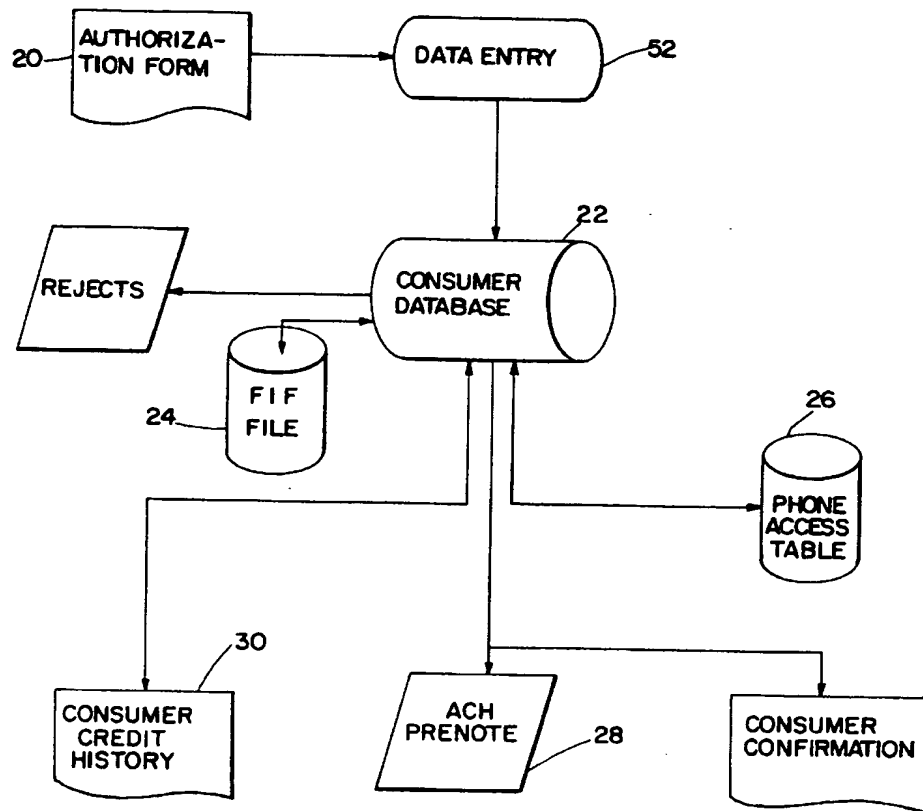 20
AUTHORIZA-
TION FORM
DATA ENTRY
52
22
REJECTS
CONSUMER
DATABASE
24
FIF
FILE
26
PHONE
ACCESS
TABLE
30
CONSUMER
CREDIT
HISTORY
ACH
PRENOTE
28
CONSUMER
CONFIRMATION